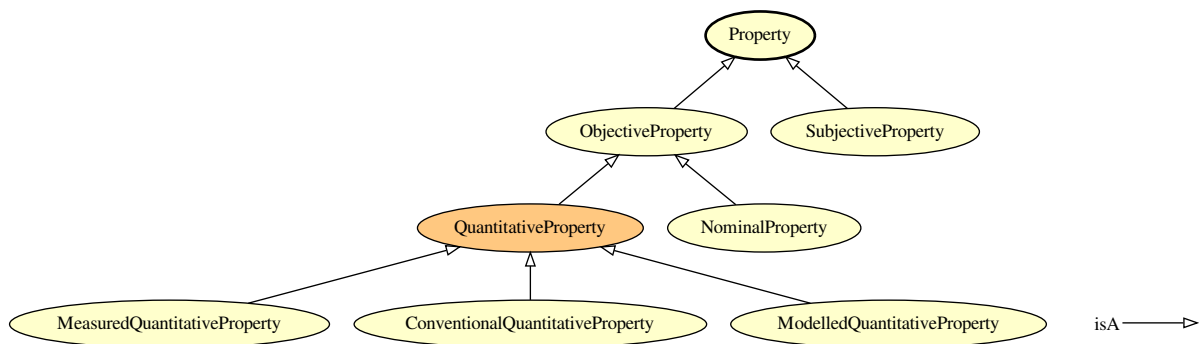 Property
ObjectiveProperty
SubjectiveProperty
QuantitativeProperty
NominalProperty
MeasuredQuantitativeProperty
ConventionalQuantitativeProperty
ModelledQuantitativeProperty
isA